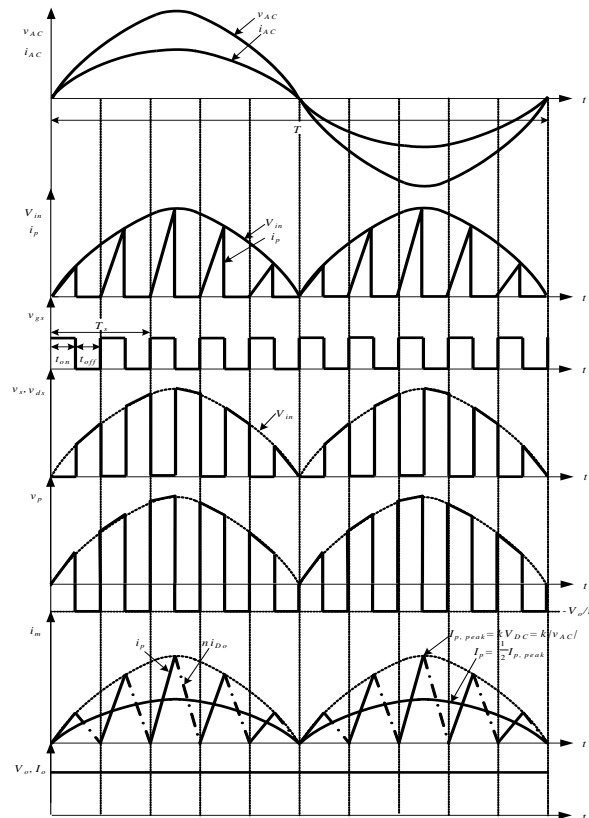 v_AC
v_AC
i_AC
i_AC
t
T
V_in
V_in
i_p
i_p
t
v_gs
T_s
t_on t_off
t
v_s, v_ds
V_in
t
v_p
t
-V_o/
i_m
i_p
n i_Do
I_p, peak = k V_DC = k|v_AC|
I_p = 1/2 I_p, peak
t
V_o, I_o
t